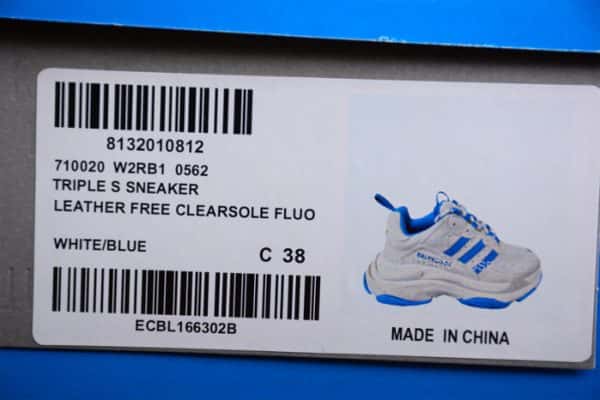 8132010812
710020 W2RB1 0562
TRIPLE S SNEAKER
LEATHER FREE CLEARSOLE FLUO
WHITE/BLUE
C 38
ECBL166302B
MADE IN CHINA